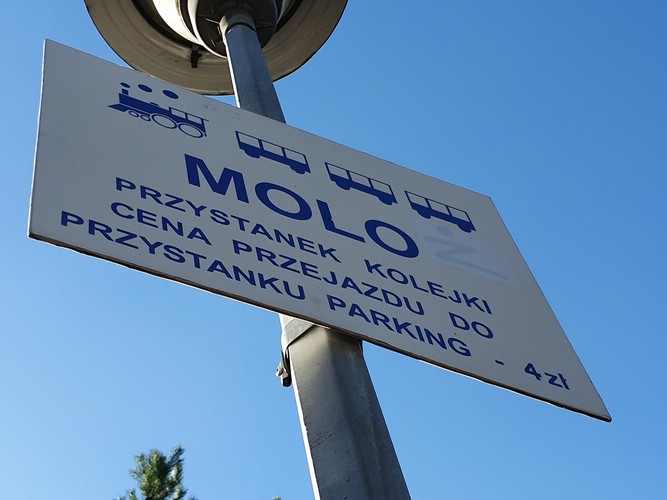 MOLO
PRZYSTANEK KOLEJKI
CENA PRZEJAZDU DO
PRZYSTANKU PARKING - 4zł